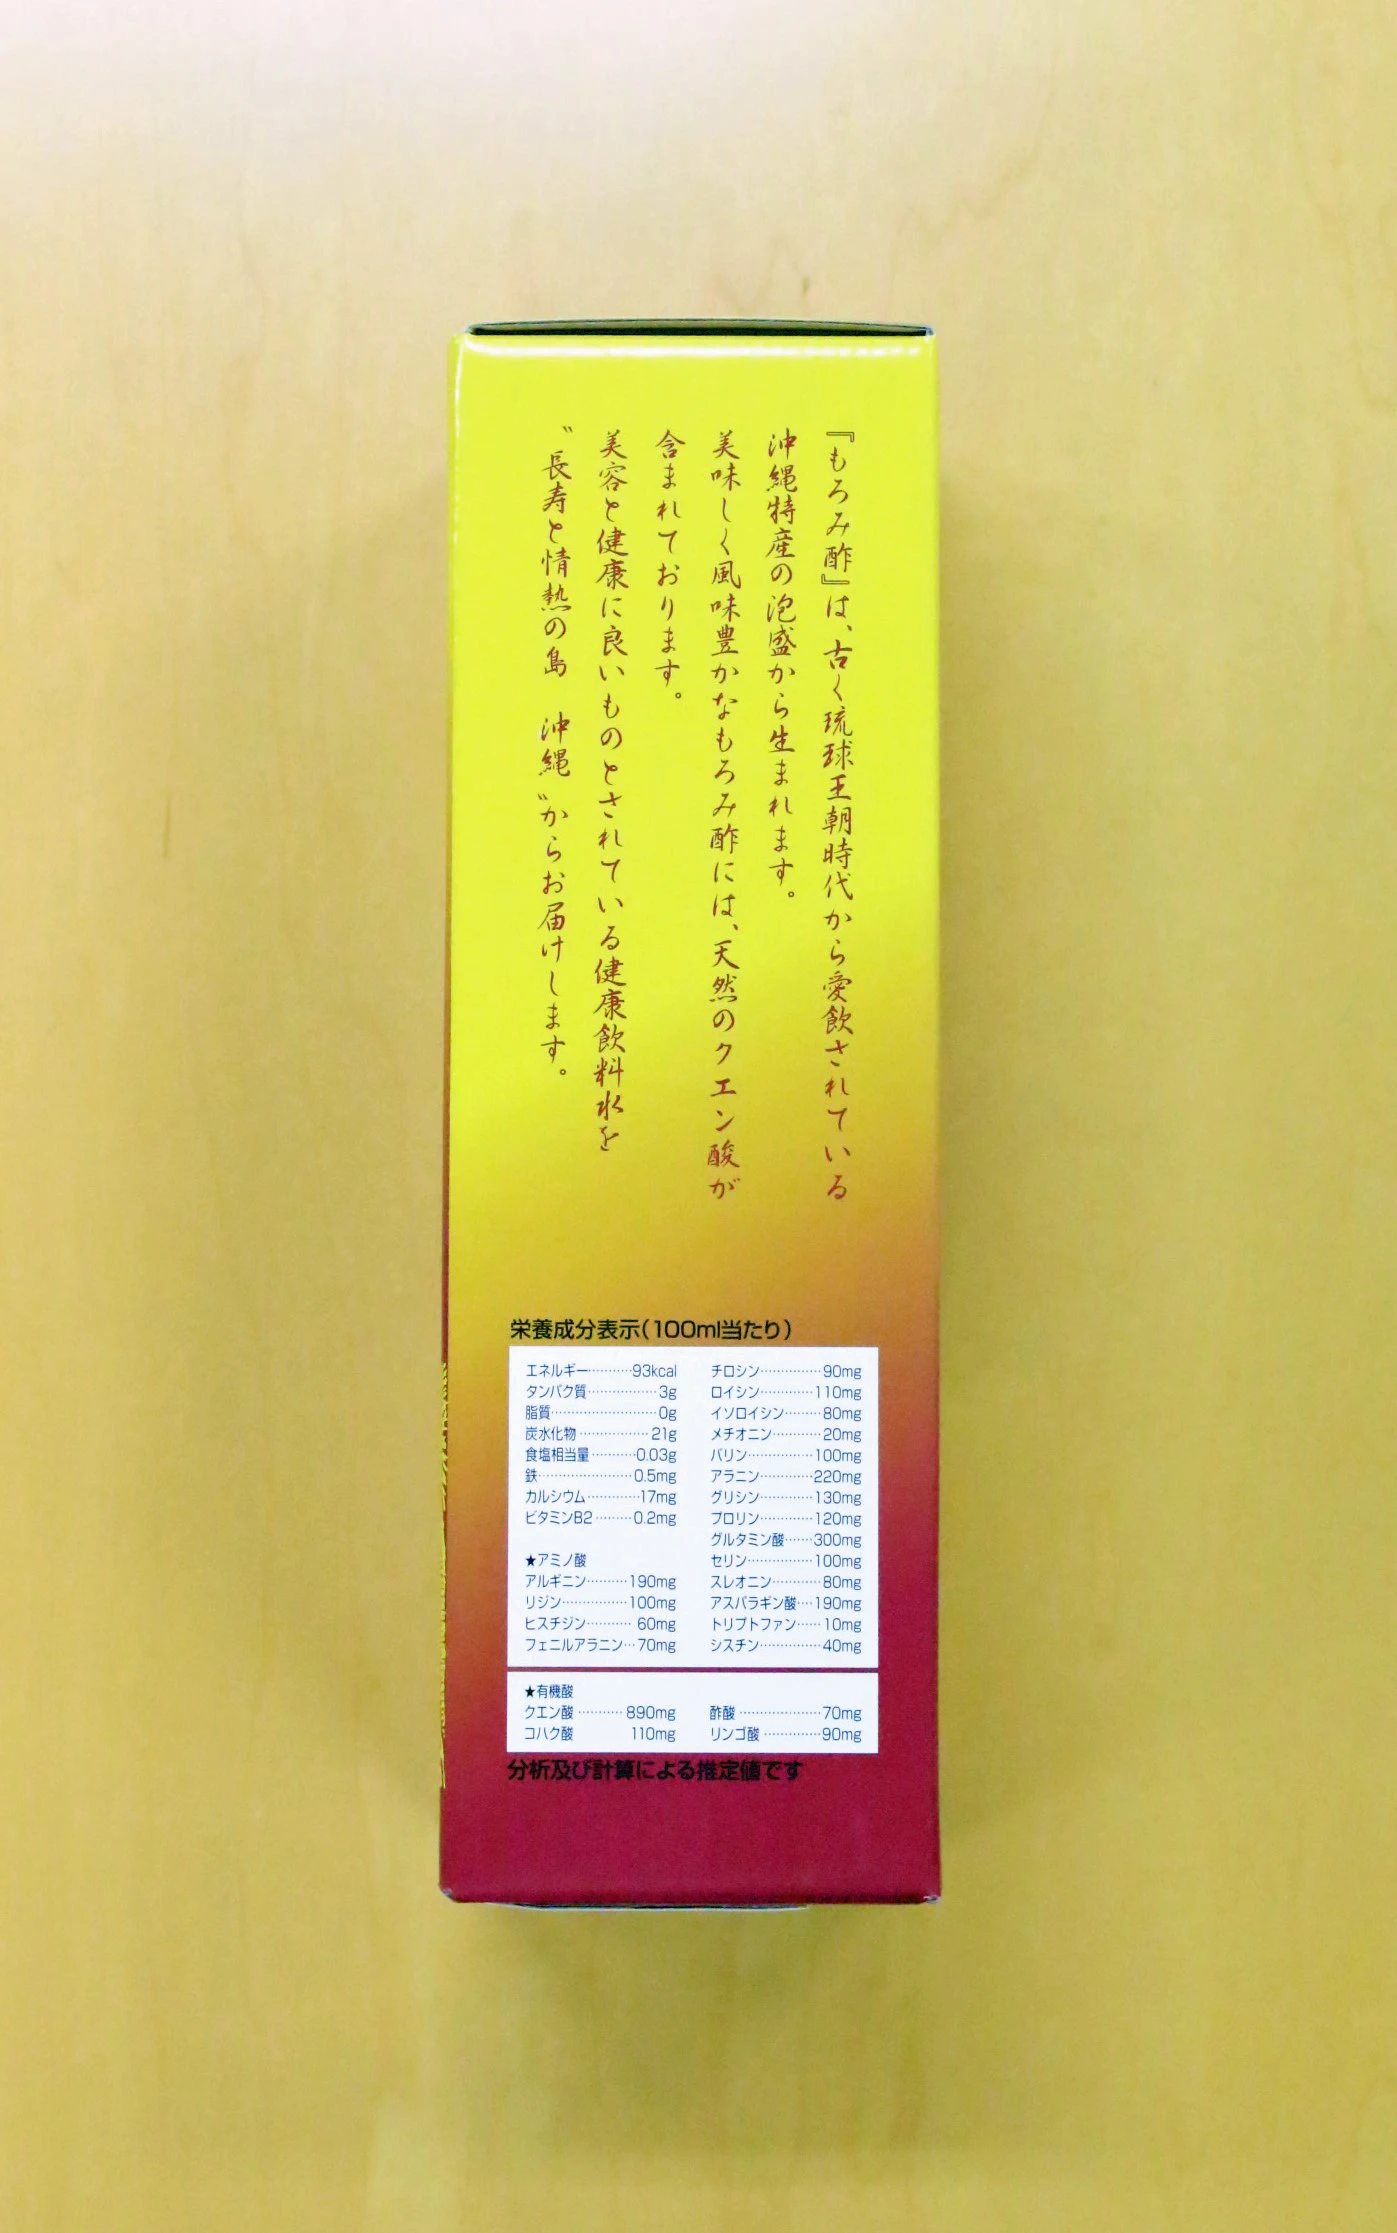 『もろみ酢』は、古く琉球王朝時代から愛飲されている
沖縄特産の泡盛から生まれます。
美味しく風味豊かなもろみ酢には、天然のクエン酸が
含まれております。
美容と健康に良いものとされている健康飲料水を
〝長寿と情熱の島　沖縄〟からお届けします。
栄養成分表示(100ml当たり)
エネルギー…………93kcal
タンパク質…………3g
脂質…………0g
炭水化物…………21g
食塩相当量…………0.03g
鉄…………0.5mg
カルシウム…………17mg
ビタミンB2…………0.2mg
★アミノ酸
アルギニン…………190mg
リジン…………100mg
ヒスチジン…………60mg
フェニルアラニン…70mg
チロシン…………90mg
ロイシン…………110mg
イソロイシン…………80mg
メチオニン…………20mg
バリン…………100mg
アラニン…………220mg
グリシン…………130mg
プロリン…………120mg
グルタミン酸……300mg
セリン…………100mg
スレオニン…………80mg
アスパラギン酸…190mg
トリプトファン……10mg
シスチン…………40mg
★有機酸
クエン酸…………890mg
コハク酸 110mg
酢酸…………70mg
リンゴ酸…………90mg
分析及び計算による推定値です